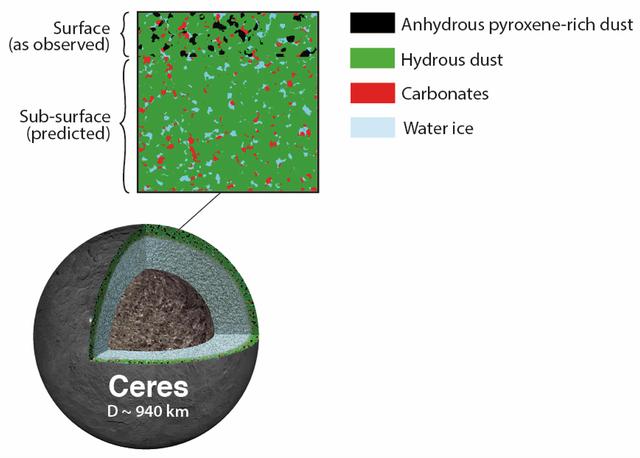 Surface
(as observed)
Sub-surface
(predicted)
Anhydrous pyroxene-rich dust
Hydrous dust
Carbonates
Water ice
Ceres
D ~ 940 km